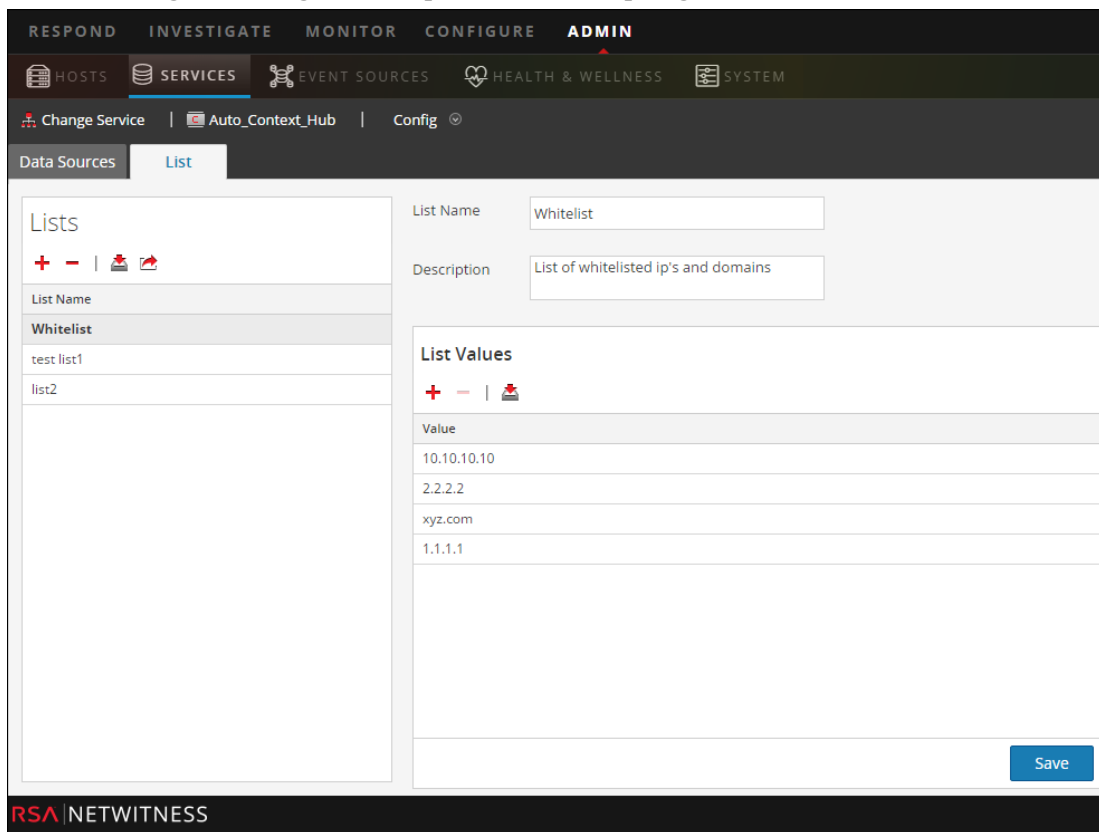 RESPOND INVESTIGATE MONITOR CONFIGURE ADMIN
HOSTS SERVICES EVENT SOURCES HEALTH & WELLNESS SYSTEM
Change Service | Auto_Context_Hub | Config
Data Sources List
Lists
List Name
Whitelist
test list1
list2
List Name Whitelist
Description List of whitelisted ip's and domains
List Values
Value
10.10.10.10
2.2.2.2
xyz.com
1.1.1.1
Save
RSA NETWITNESS